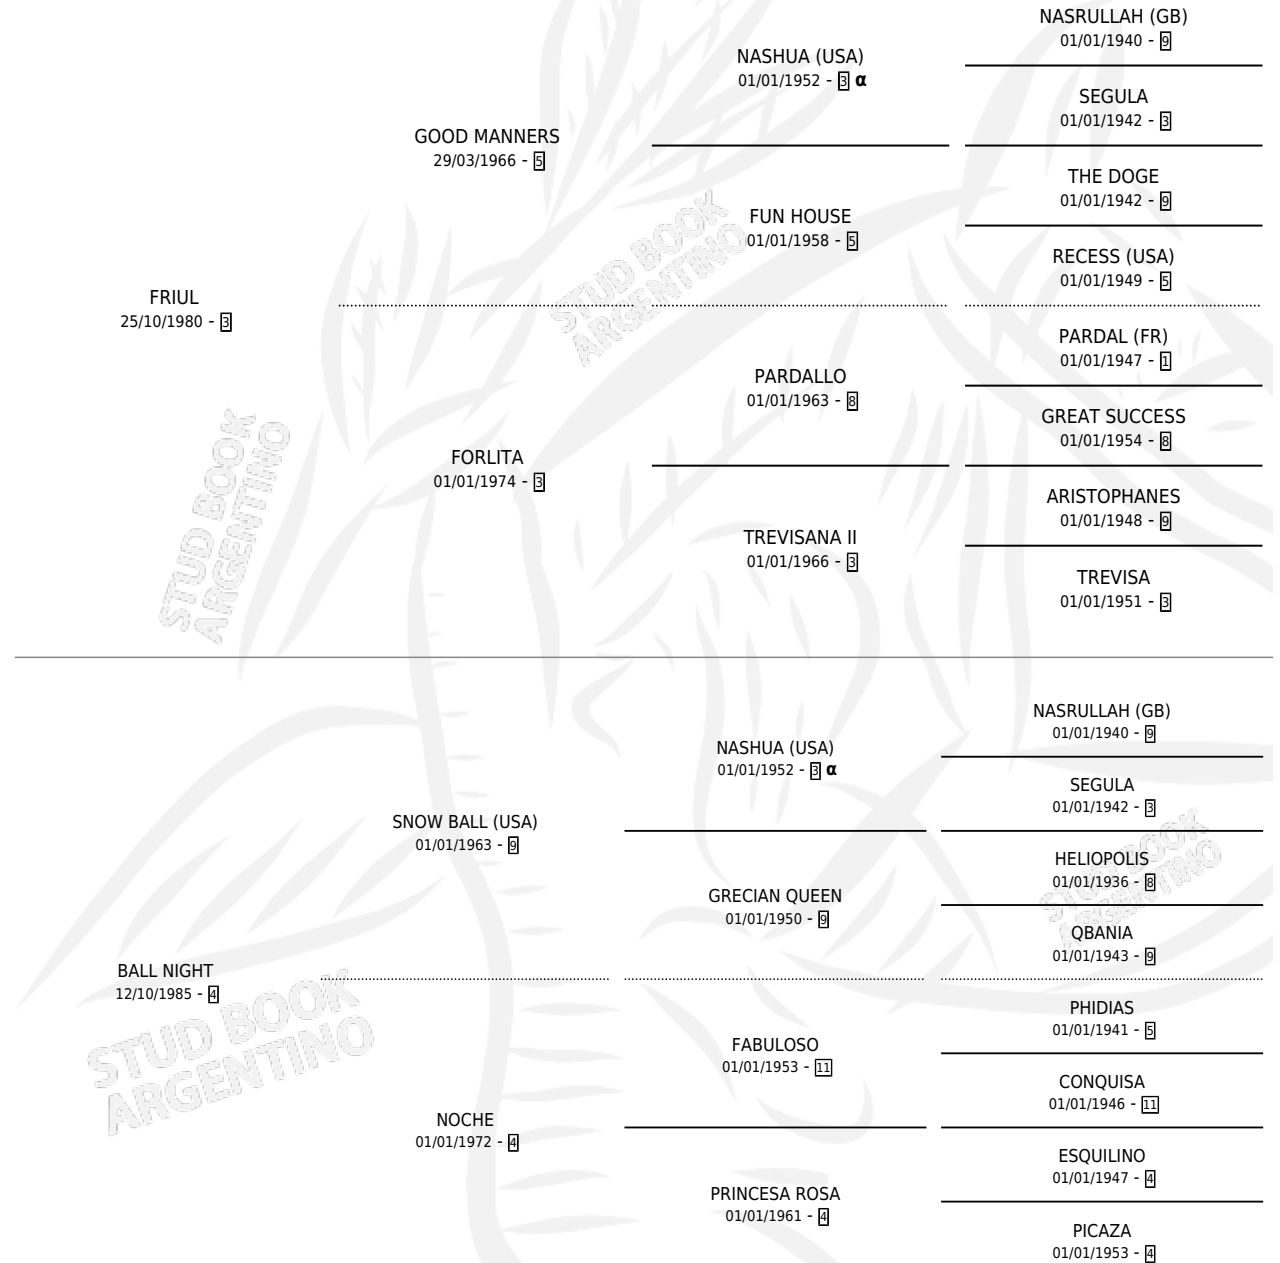 NASRULLAH (GB)
01/01/1940 - 9
NASHUA (USA)
01/01/1952 - 3 α
SEGULA
01/01/1942 - 3
GOOD MANNERS
29/03/1966 - 5
THE DOGE
01/01/1942 - 9
FUN HOUSE
01/01/1958 - 5
RECESS (USA)
01/01/1949 - 5
FRIUL
25/10/1980 - 3
PARDAL (FR)
01/01/1947 - 1
PARDALLO
01/01/1963 - 8
GREAT SUCCESS
01/01/1954 - 8
FORLITA
01/01/1974 - 3
ARISTOPHANES
01/01/1948 - 9
TREVISANA II
01/01/1966 - 3
TREVISA
01/01/1951 - 3
STUD BOOK
ARGENTINO
STUD BOOK
ARGENTINO
NASRULLAH (GB)
01/01/1940 - 9
NASHUA (USA)
01/01/1952 - 3 α
SEGULA
01/01/1942 - 3
SNOW BALL (USA)
01/01/1963 - 9
HELIOPOLIS
01/01/1936 - 8
GRECIAN QUEEN
01/01/1950 - 9
QBANIA
01/01/1943 - 9
BALL NIGHT
12/10/1985 - 4
PHIDIAS
01/01/1941 - 5
FABULOSO
01/01/1953 - 11
CONQUISA
01/01/1946 - 11
NOCHE
01/01/1972 - 4
ESQUILINO
01/01/1947 - 4
PRINCESA ROSA
01/01/1961 - 4
PICAZA
01/01/1953 - 4
STUD BOOK
ARGENTINO
STUD BOOK
ARGENTINO